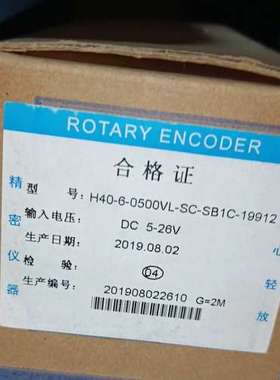 ROTARY ENCODER
合格证
型 号: H40-6-0500VL-SC-SB1C-19912
输入电压: DC 5-26V
生产日期: 2019.08.02
检 验: D4
生产编号: 201908022610 G=2M
精密仪器
心轻放